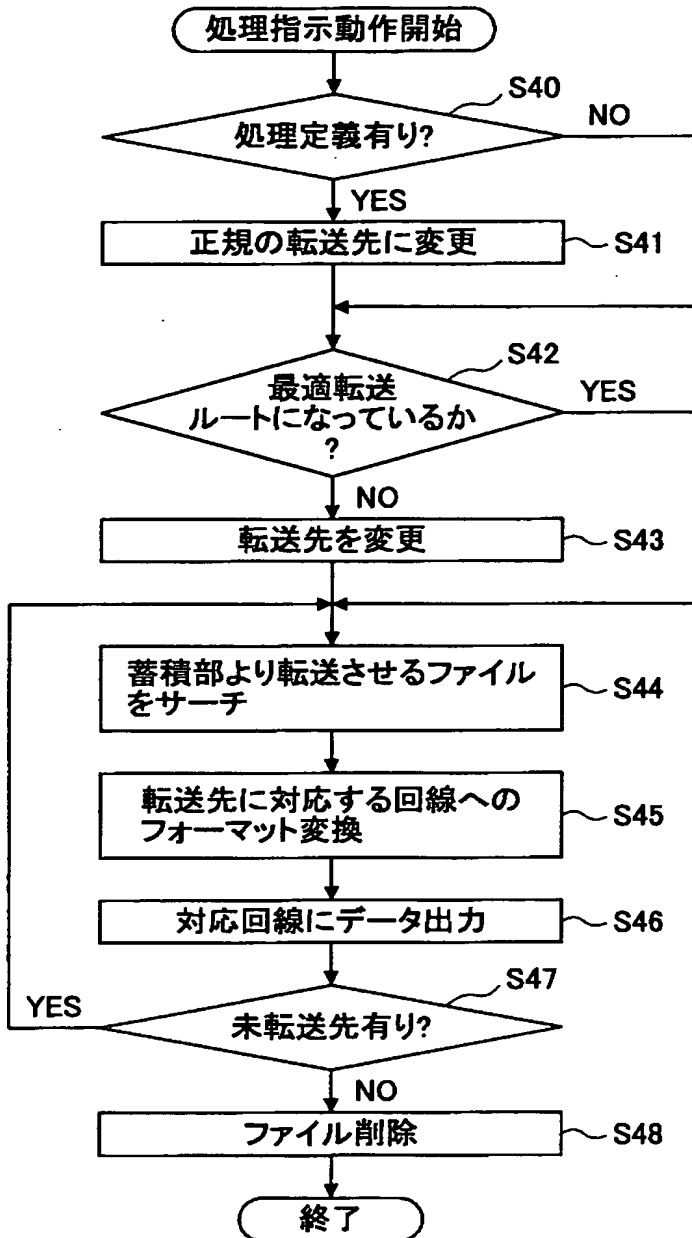 処理指示動作開始
S40
処理定義有り?
NO
YES
正規の転送先に変更
S41
S42
最適転送
ルートになっているか
?
YES
NO
転送先を変更
S43
蓄積部より転送させるファイル
をサーチ
S44
転送先に対応する回線への
フォーマット変換
S45
対応回線にデータ出力
S46
S47
未転送先有り?
YES
NO
ファイル削除
S48
終了